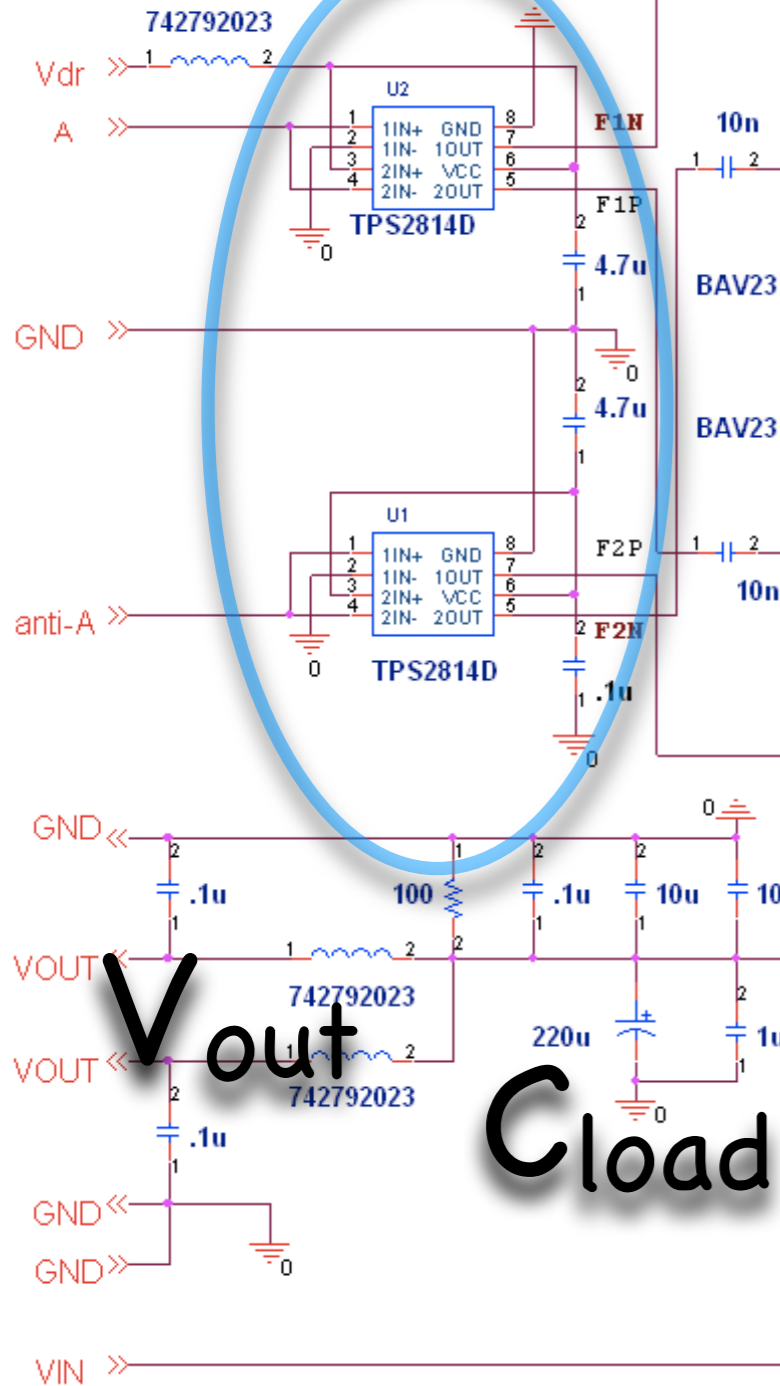 742792023
Vdr 1 2
U2
A
1 1IN+ GND 8
2 1IN- 1OUT 7
3 2IN+ VCC 6
4 2IN- 2OUT 5
TPS2814D
0
F1N
10n
1 2
F1P
2
4.7u
1
BAV23
GND
0
2
4.7u
1
BAV23
U1
1 1IN+ GND 8
2 1IN- 1OUT 7
3 2IN+ VCC 6
4 2IN- 2OUT 5
TPS2814D
0
F2P
1 2
10n
anti-A
2 F2N
1 .1u
0
GND
0
2 1 2 2
.1u 100 .1u 10u 10
1 2 1 1
VOUT 1 2
742792023
Vout
VOUT 1 2
742792023
2
220u 1u
1
0
Cload
2
.1u
1
GND
0
GND
VIN